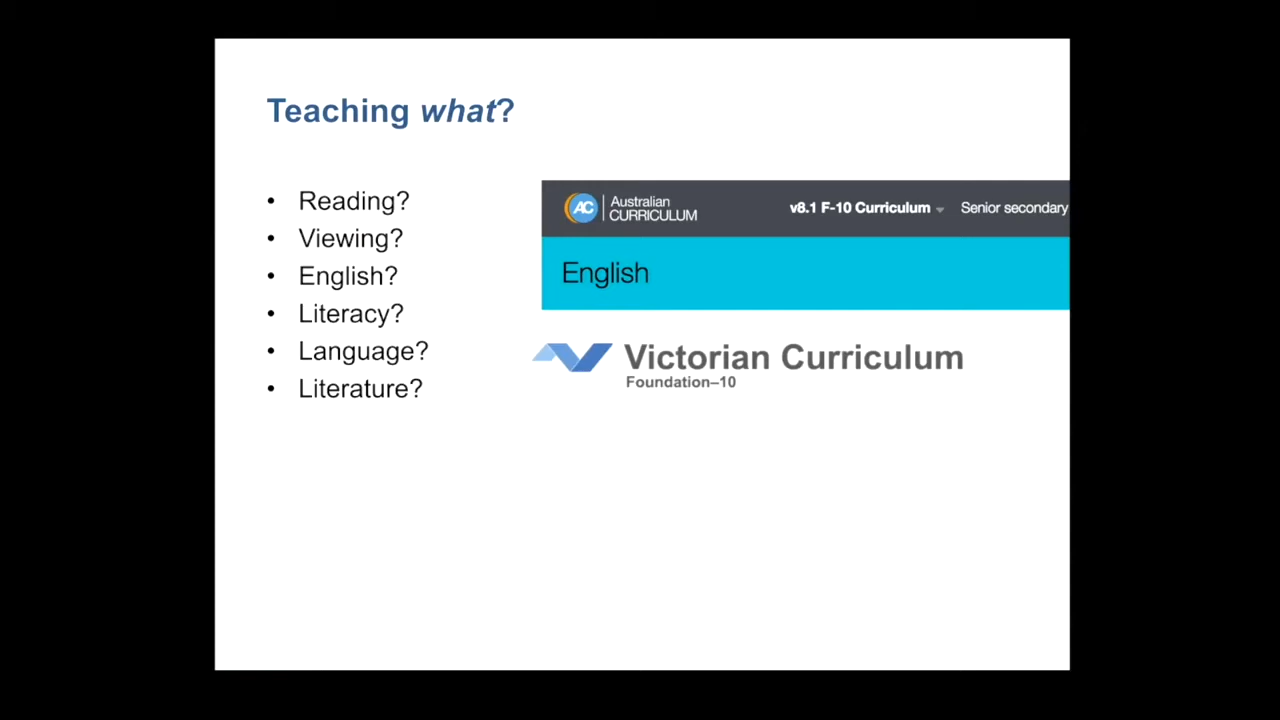 Teaching what?
• Reading?
• Viewing?
• English?
• Literacy?
• Language?
• Literature?
AC Australian CURRICULUM
v8.1 F-10 Curriculum Senior secondary
English
Victorian Curriculum
Foundation–10